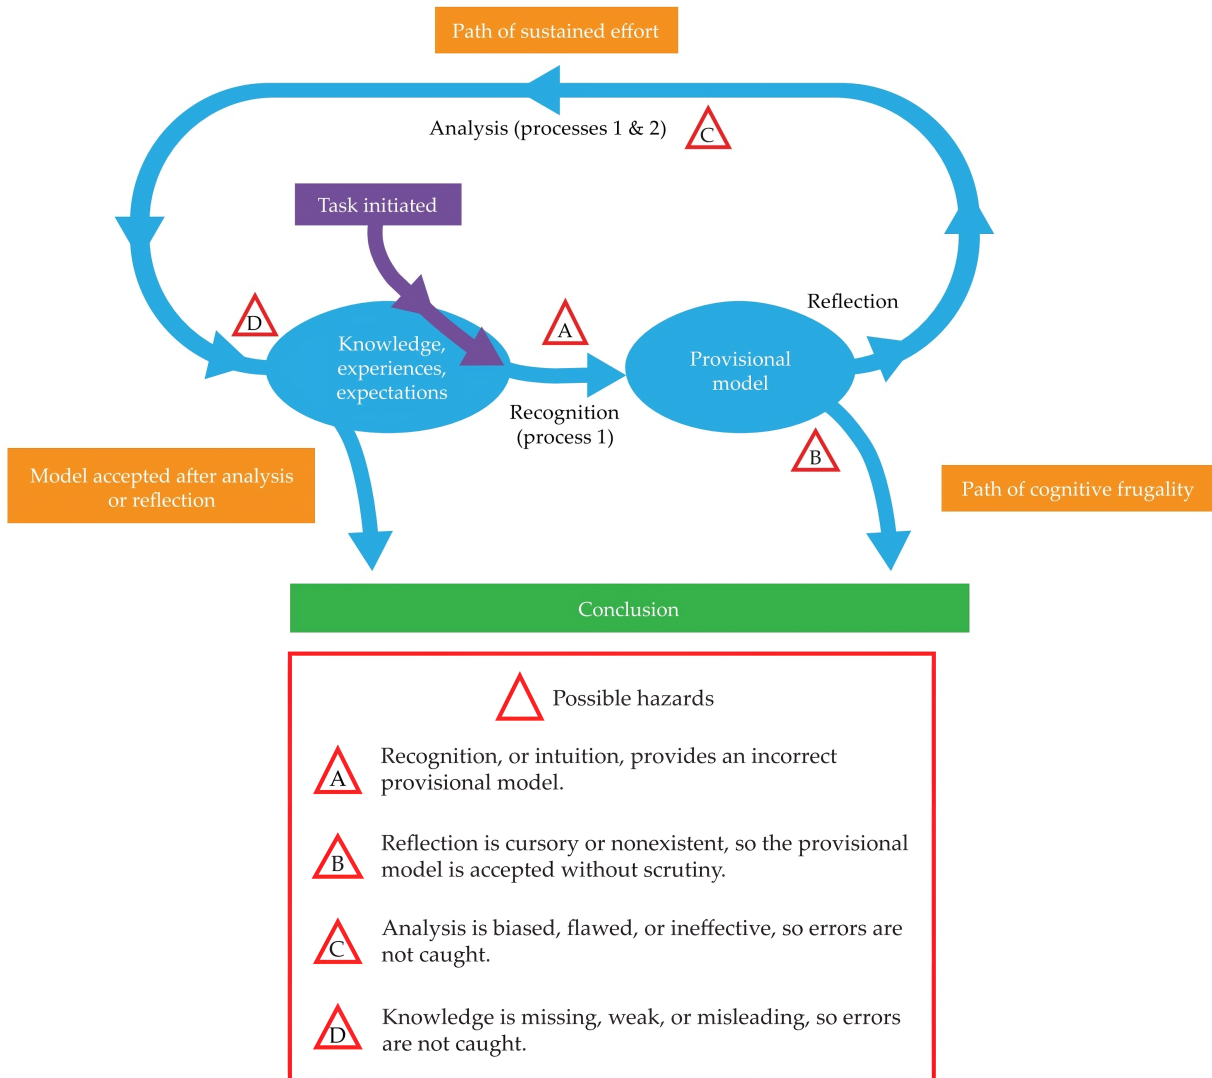 Path of sustained effort
Analysis (processes 1 & 2)
C
Task initiated
Reflection
D
A
Knowledge,
experiences,
expectations
Provisional
model
Recognition
(process 1)
B
Model accepted after analysis
or reflection
Path of cognitive frugality
Conclusion
Possible hazards
A
Recognition, or intuition, provides an incorrect
provisional model.
B
Reflection is cursory or nonexistent, so the provisional
model is accepted without scrutiny.
C
Analysis is biased, flawed, or ineffective, so errors are
not caught.
D
Knowledge is missing, weak, or misleading, so errors
are not caught.